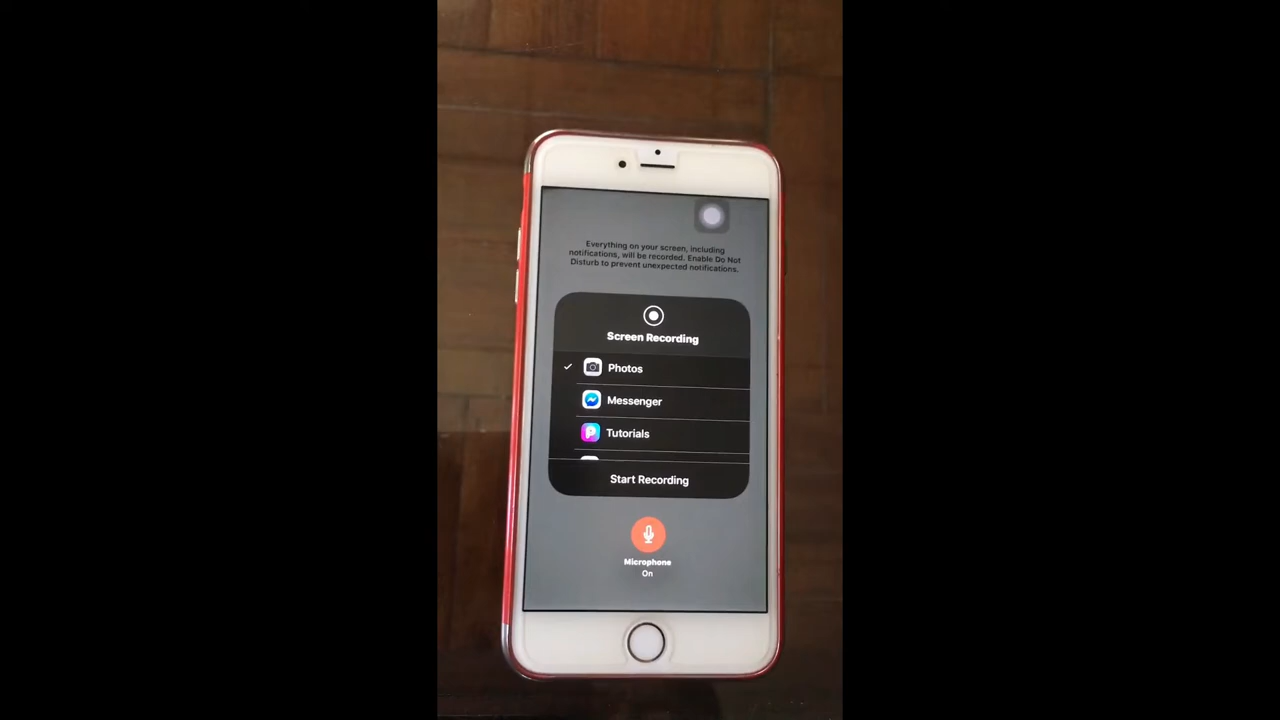 Everything on your screen, including
notifications, will be recorded. Enable Do Not
Disturb to prevent unexpected notifications.
Screen Recording
Photos
Messenger
Tutorials
Start Recording
Microphone
On